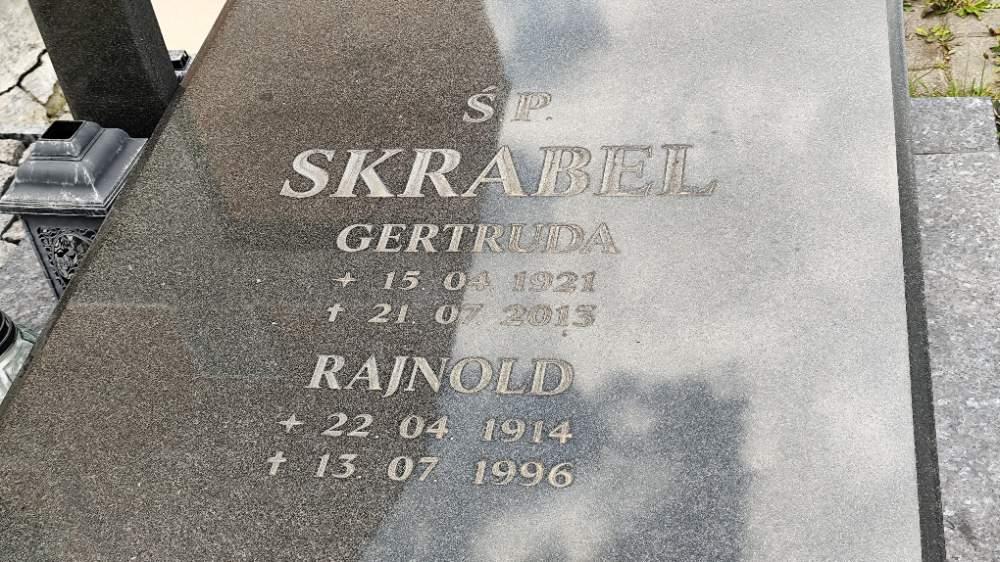 Ś P.
SKRABEL
GERTRUDA
+ 15. 04. 1921
† 21. 07. 2013
RAJNOLD
+ 22. 04. 1914
† 13. 07. 1996